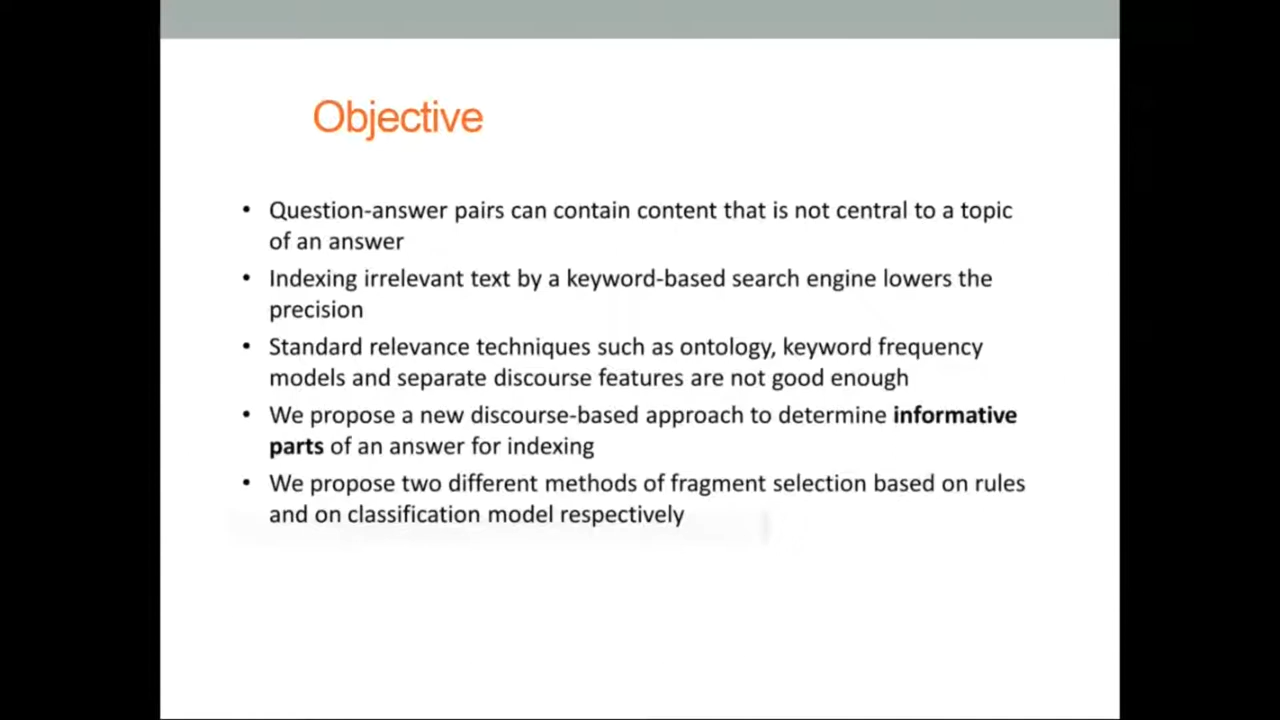 Objective
• Question-answer pairs can contain content that is not central to a topic
of an answer
• Indexing irrelevant text by a keyword-based search engine lowers the
precision
• Standard relevance techniques such as ontology, keyword frequency
models and separate discourse features are not good enough
• We propose a new discourse-based approach to determine informative
parts of an answer for indexing
• We propose two different methods of fragment selection based on rules
and on classification model respectively